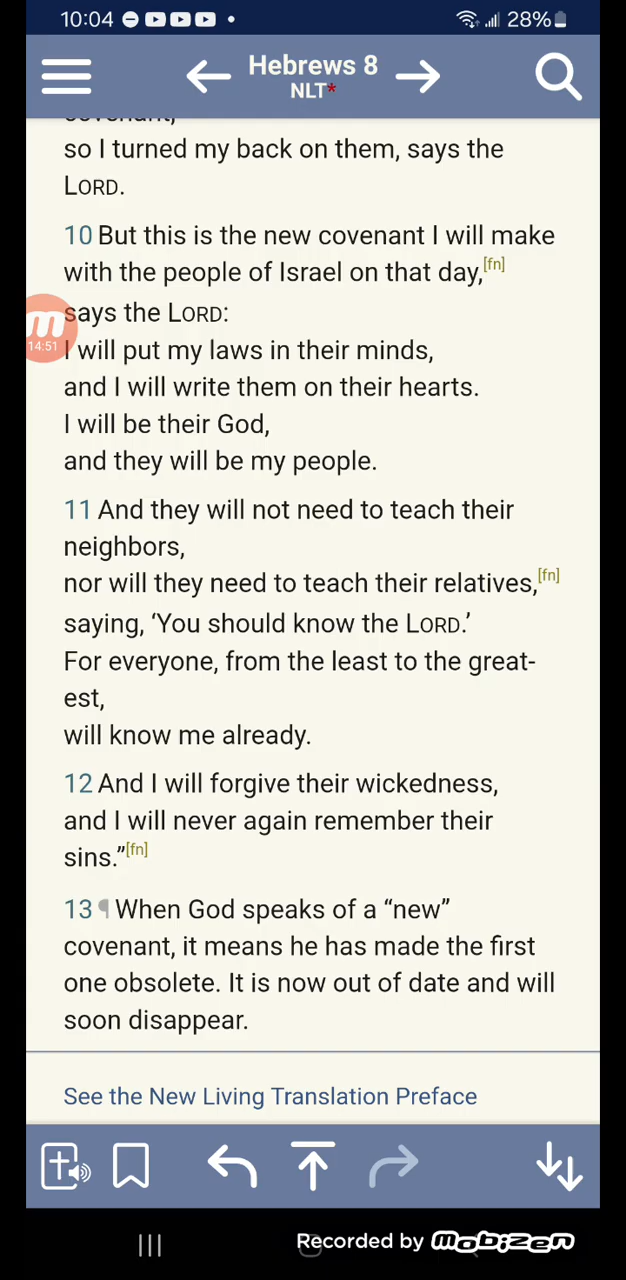 10:04 28%
Hebrews 8
NLT*
covenant,
so I turned my back on them, says the
LORD.
10 But this is the new covenant I will make
with the people of Israel on that day,[fn]
says the LORD:
I will put my laws in their minds,
and I will write them on their hearts.
I will be their God,
and they will be my people.
11 And they will not need to teach their
neighbors,
nor will they need to teach their relatives,[fn]
saying, ‘You should know the LORD.’
For everyone, from the least to the great-
est,
will know me already.
12 And I will forgive their wickedness,
and I will never again remember their
sins.”[fn]
13 ¶ When God speaks of a “new”
covenant, it means he has made the first
one obsolete. It is now out of date and will
soon disappear.
See the New Living Translation Preface
m
14:51
Recorded by Mobizen